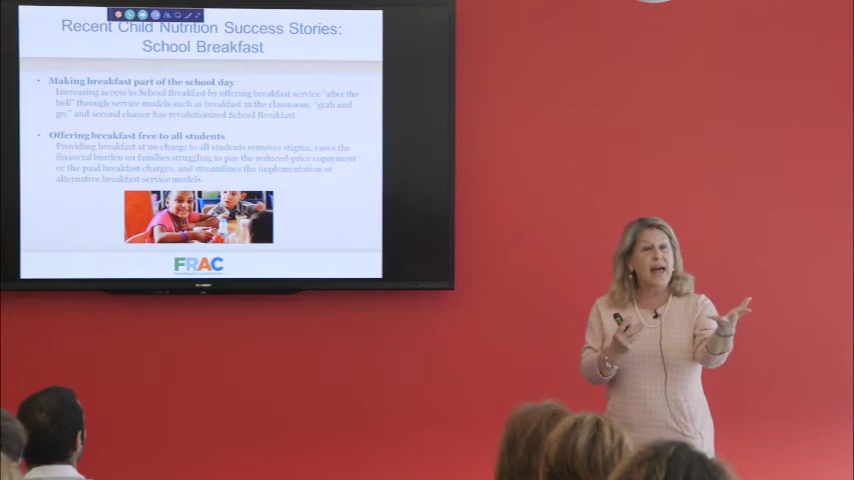 Recent Child Nutrition Success Stories:
School Breakfast
• Making breakfast part of the school day
Increasing access to School Breakfast by offering breakfast service "after the
bell" through service models such as breakfast in the classroom, "grab and
go," and second chance has revolutionized School Breakfast.
• Offering breakfast free to all students
Providing breakfast at no charge to all students removes stigma, eases the
financial burden on families struggling to pay the reduced-price copayment
or the paid breakfast charges, and streamlines the implementation of
alternative breakfast service models.
FRAC